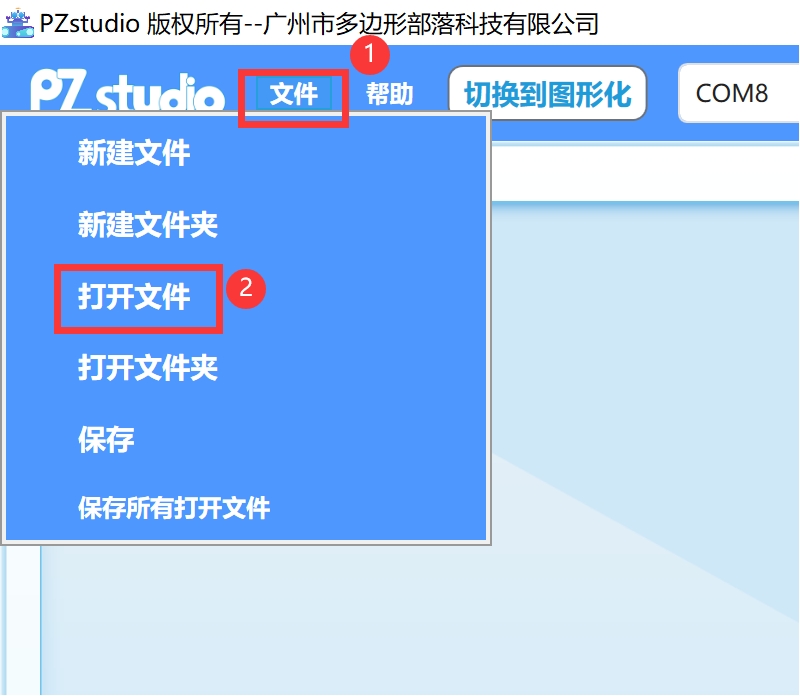 PZstudio 版权所有--广州市多边形部落科技有限公司
1
PZ studio 文件 帮助 切换到图形化 COM8
新建文件
新建文件夹
打开文件 2
打开文件夹
保存
保存所有打开文件